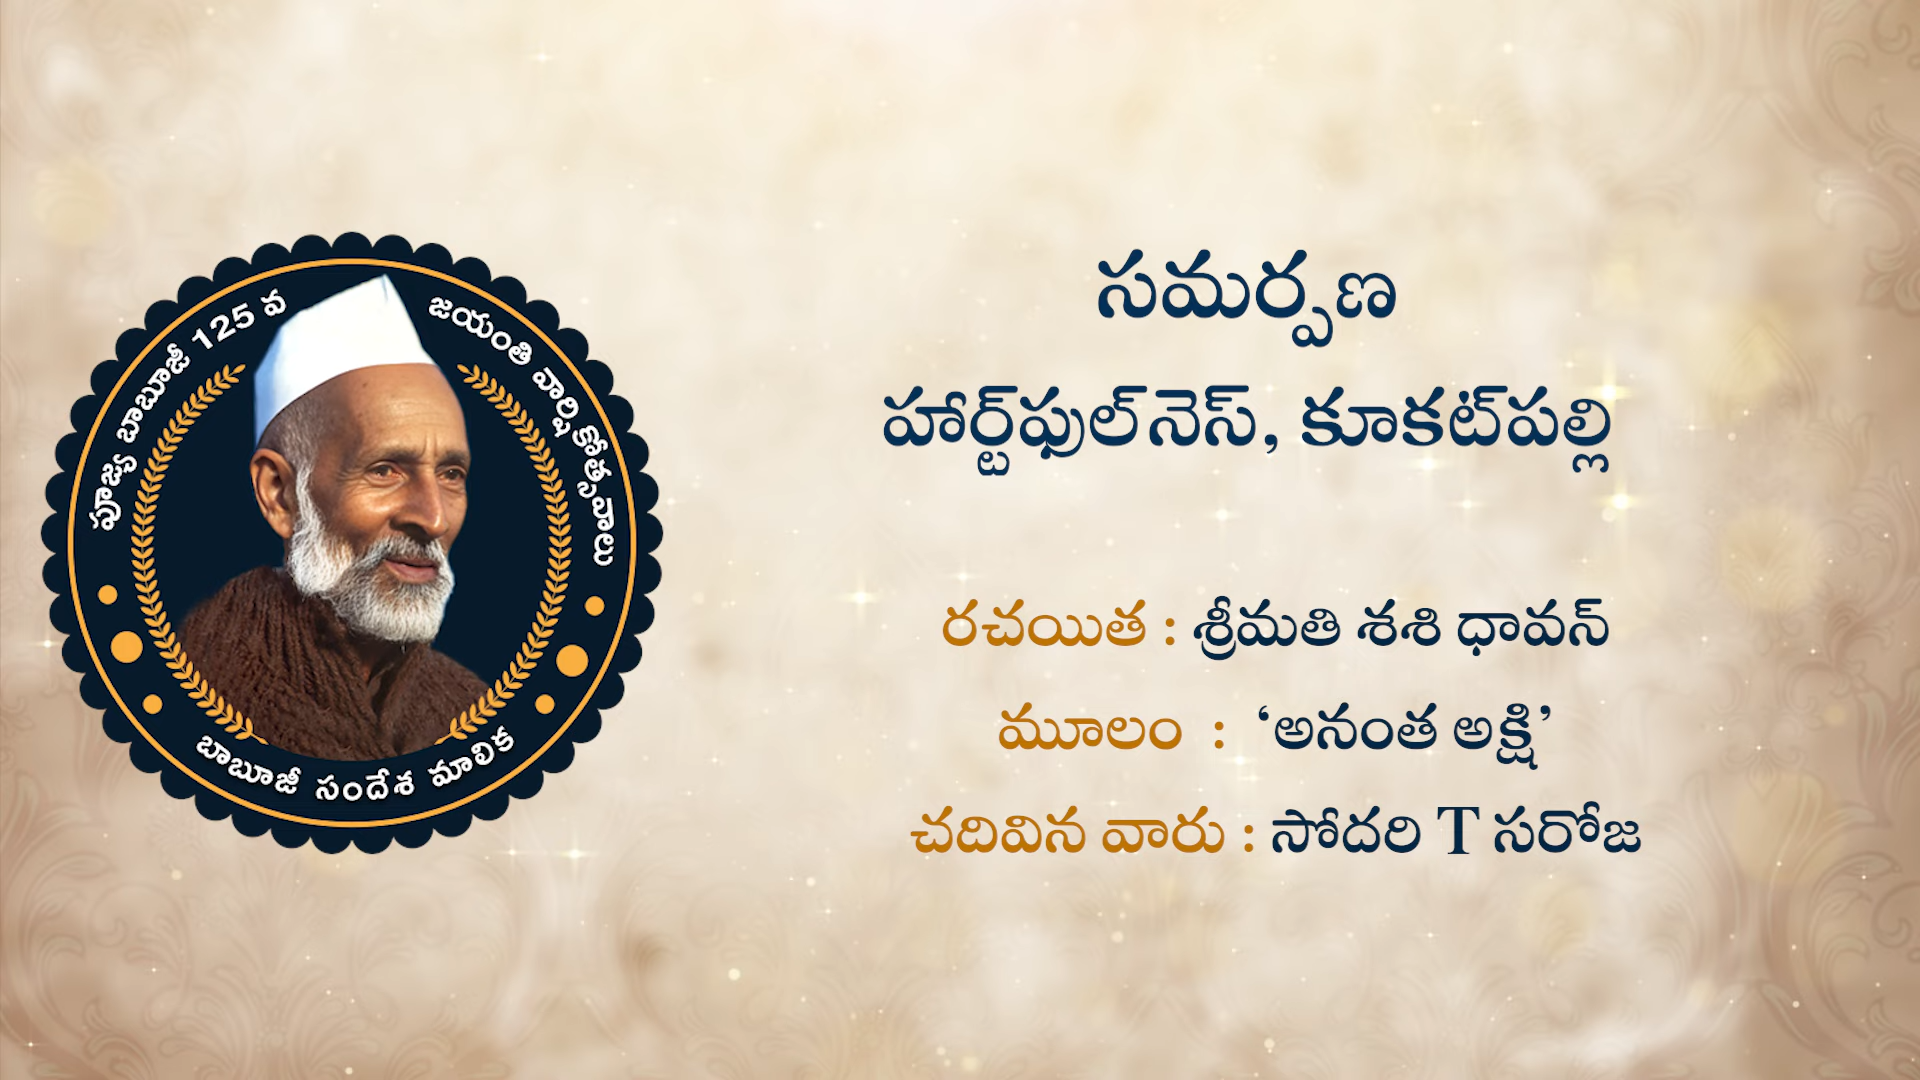 పూజ్య బాబూజీ 125 వ జయంతి వార్షికోత్సవాలు
బాబూజీ సందేశ మాలిక
సమర్పణ
హార్ట్‌ఫుల్‌నెస్, కూకట్‌పల్లి
రచయిత : శ్రీమతి శశి ధావన్
మూలం : ‘అనంత అక్షి’
చదివిన వారు : సోదరి T సరోజ